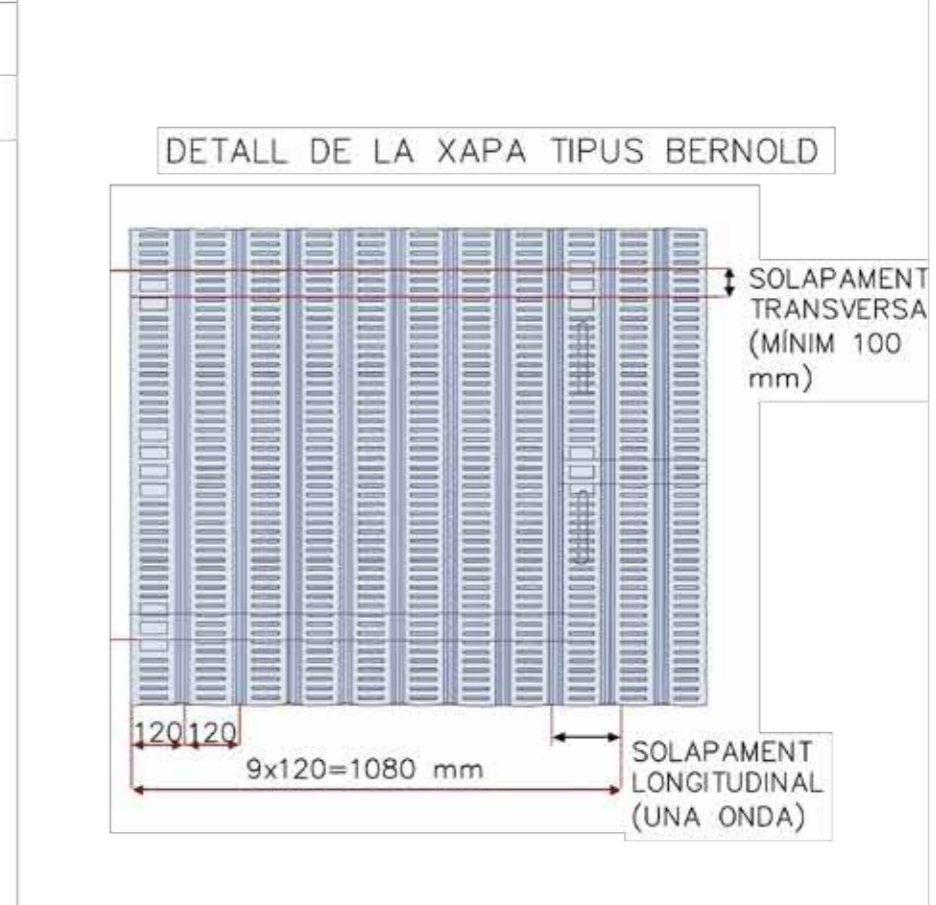 DETALL DE LA XAPA TIPUS BERNOLD
SOLAPAMENT
TRANSVERSA
(MÍNIM 100
mm)
120 120
9x120=1080 mm
SOLAPAMENT
LONGITUDINAL
(UNA ONDA)